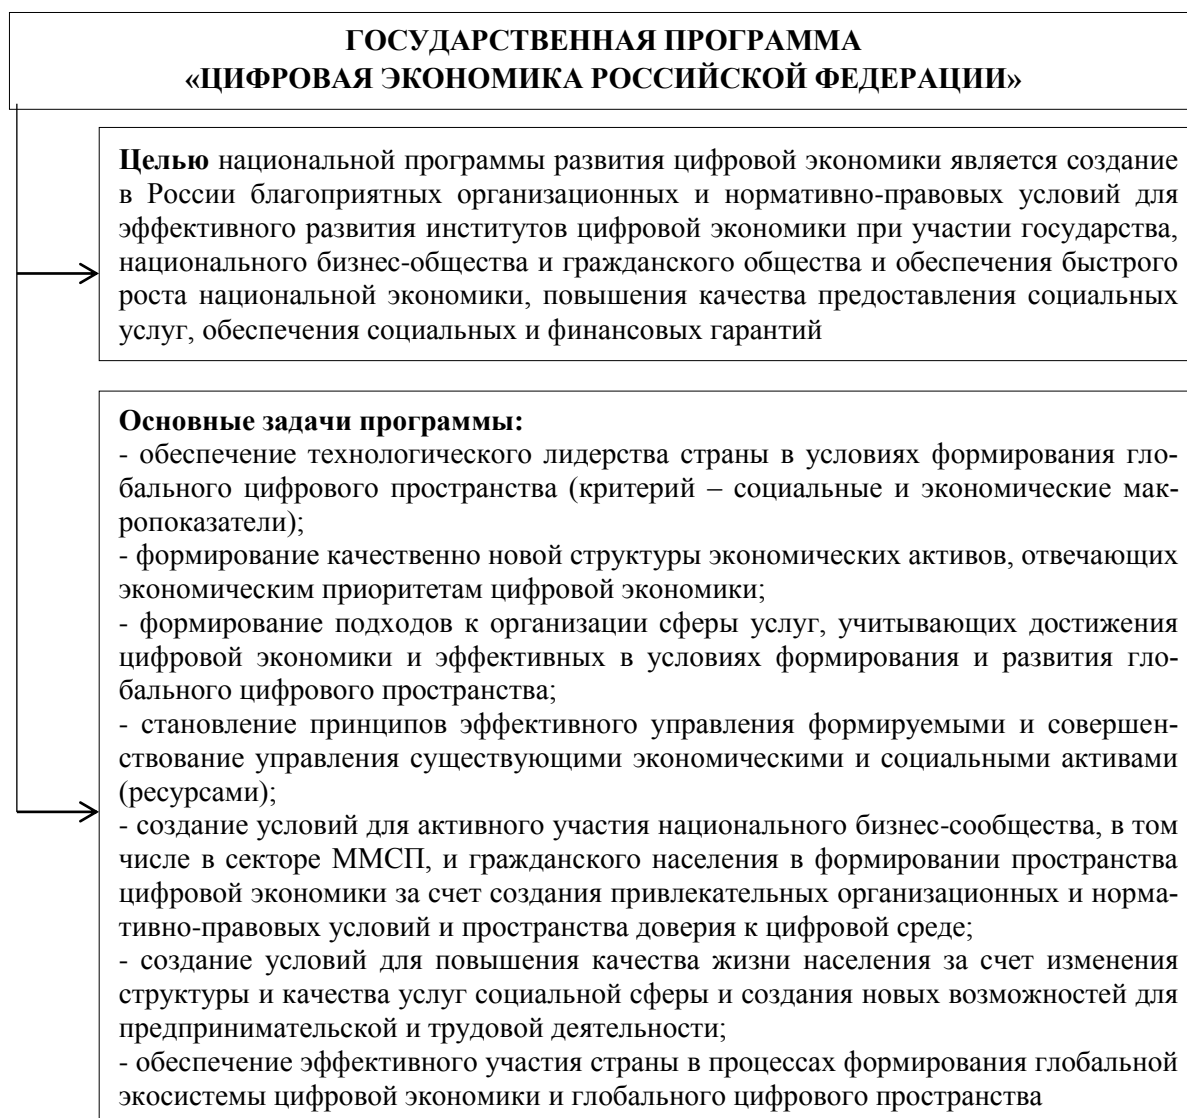 ГОСУДАРСТВЕННАЯ ПРОГРАММА
«ЦИФРОВАЯ ЭКОНОМИКА РОССИЙСКОЙ ФЕДЕРАЦИИ»
Целью национальной программы развития цифровой экономики является создание
в России благоприятных организационных и нормативно-правовых условий для
эффективного развития институтов цифровой экономики при участии государства,
национального бизнес-общества и гражданского общества и обеспечения быстрого
роста национальной экономики, повышения качества предоставления социальных
услуг, обеспечения социальных и финансовых гарантий
Основные задачи программы:
- обеспечение технологического лидерства страны в условиях формирования гло-
бального цифрового пространства (критерий – социальные и экономические мак-
ропоказатели);
- формирование качественно новой структуры экономических активов, отвечающих
экономическим приоритетам цифровой экономики;
- формирование подходов к организации сферы услуг, учитывающих достижения
цифровой экономики и эффективных в условиях формирования и развития гло-
бального цифрового пространства;
- становление принципов эффективного управления формируемыми и совершен-
ствование управления существующими экономическими и социальными активами
(ресурсами);
- создание условий для активного участия национального бизнес-сообщества, в том
числе в секторе ММСП, и гражданского населения в формировании пространства
цифровой экономики за счет создания привлекательных организационных и норма-
тивно-правовых условий и пространства доверия к цифровой среде;
- создание условий для повышения качества жизни населения за счет изменения
структуры и качества услуг социальной сферы и создания новых возможностей для
предпринимательской и трудовой деятельности;
- обеспечение эффективного участия страны в процессах формирования глобальной
экосистемы цифровой экономики и глобального цифрового пространства